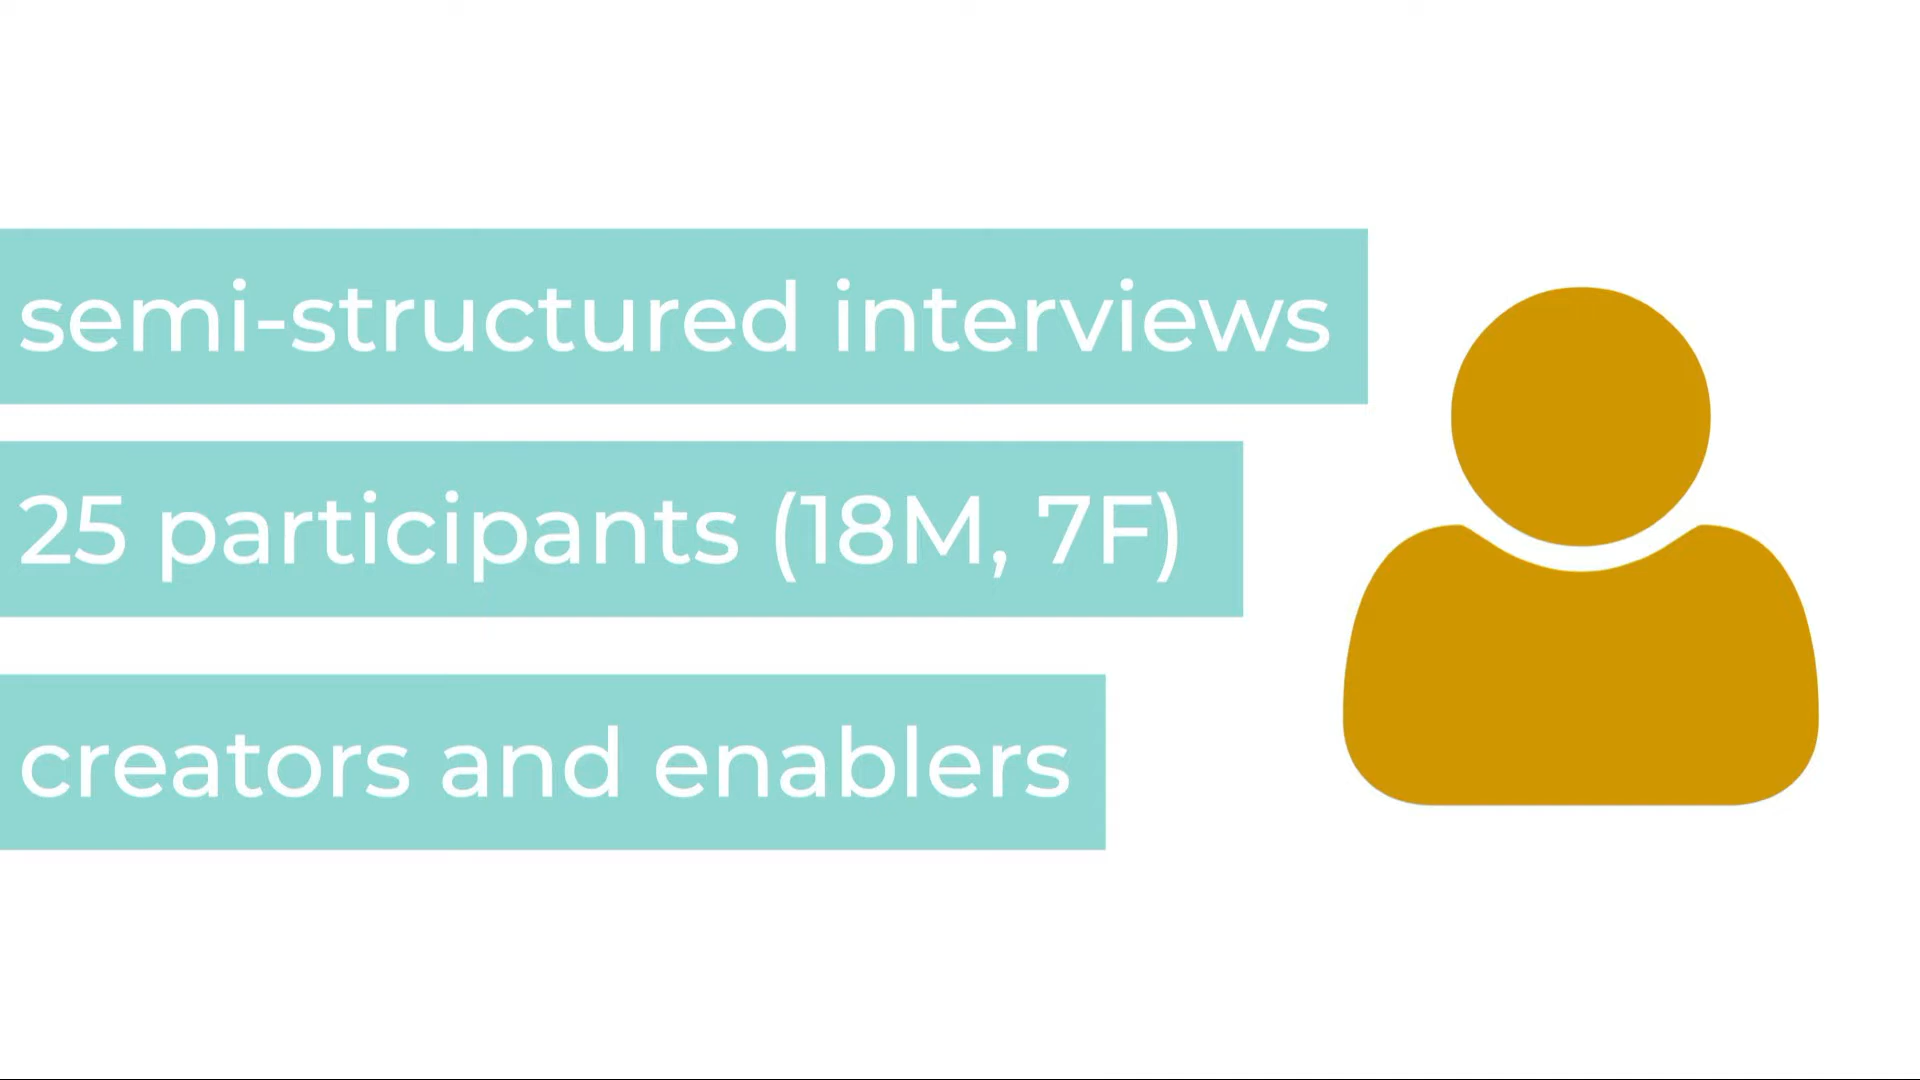 semi-structured interviews
25 participants (18M, 7F)
creators and enablers